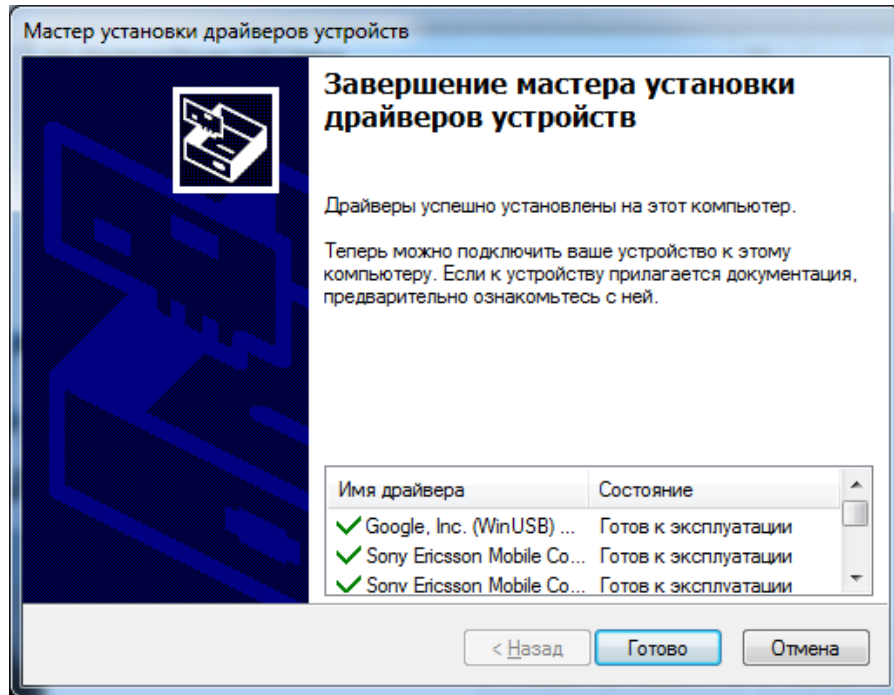 Мастер установки драйверов устройств
Завершение мастера установки
драйверов устройств
Драйверы успешно установлены на этот компьютер.
Теперь можно подключить ваше устройство к этому
компьютеру. Если к устройству прилагается документация,
предварительно ознакомьтесь с ней.
Имя драйвера Состояние
Google, Inc. (WinUSB) ... Готов к эксплуатации
Sony Ericsson Mobile Co... Готов к эксплуатации
Sony Ericsson Mobile Co... Готов к эксплуатации
< Назад Готово Отмена